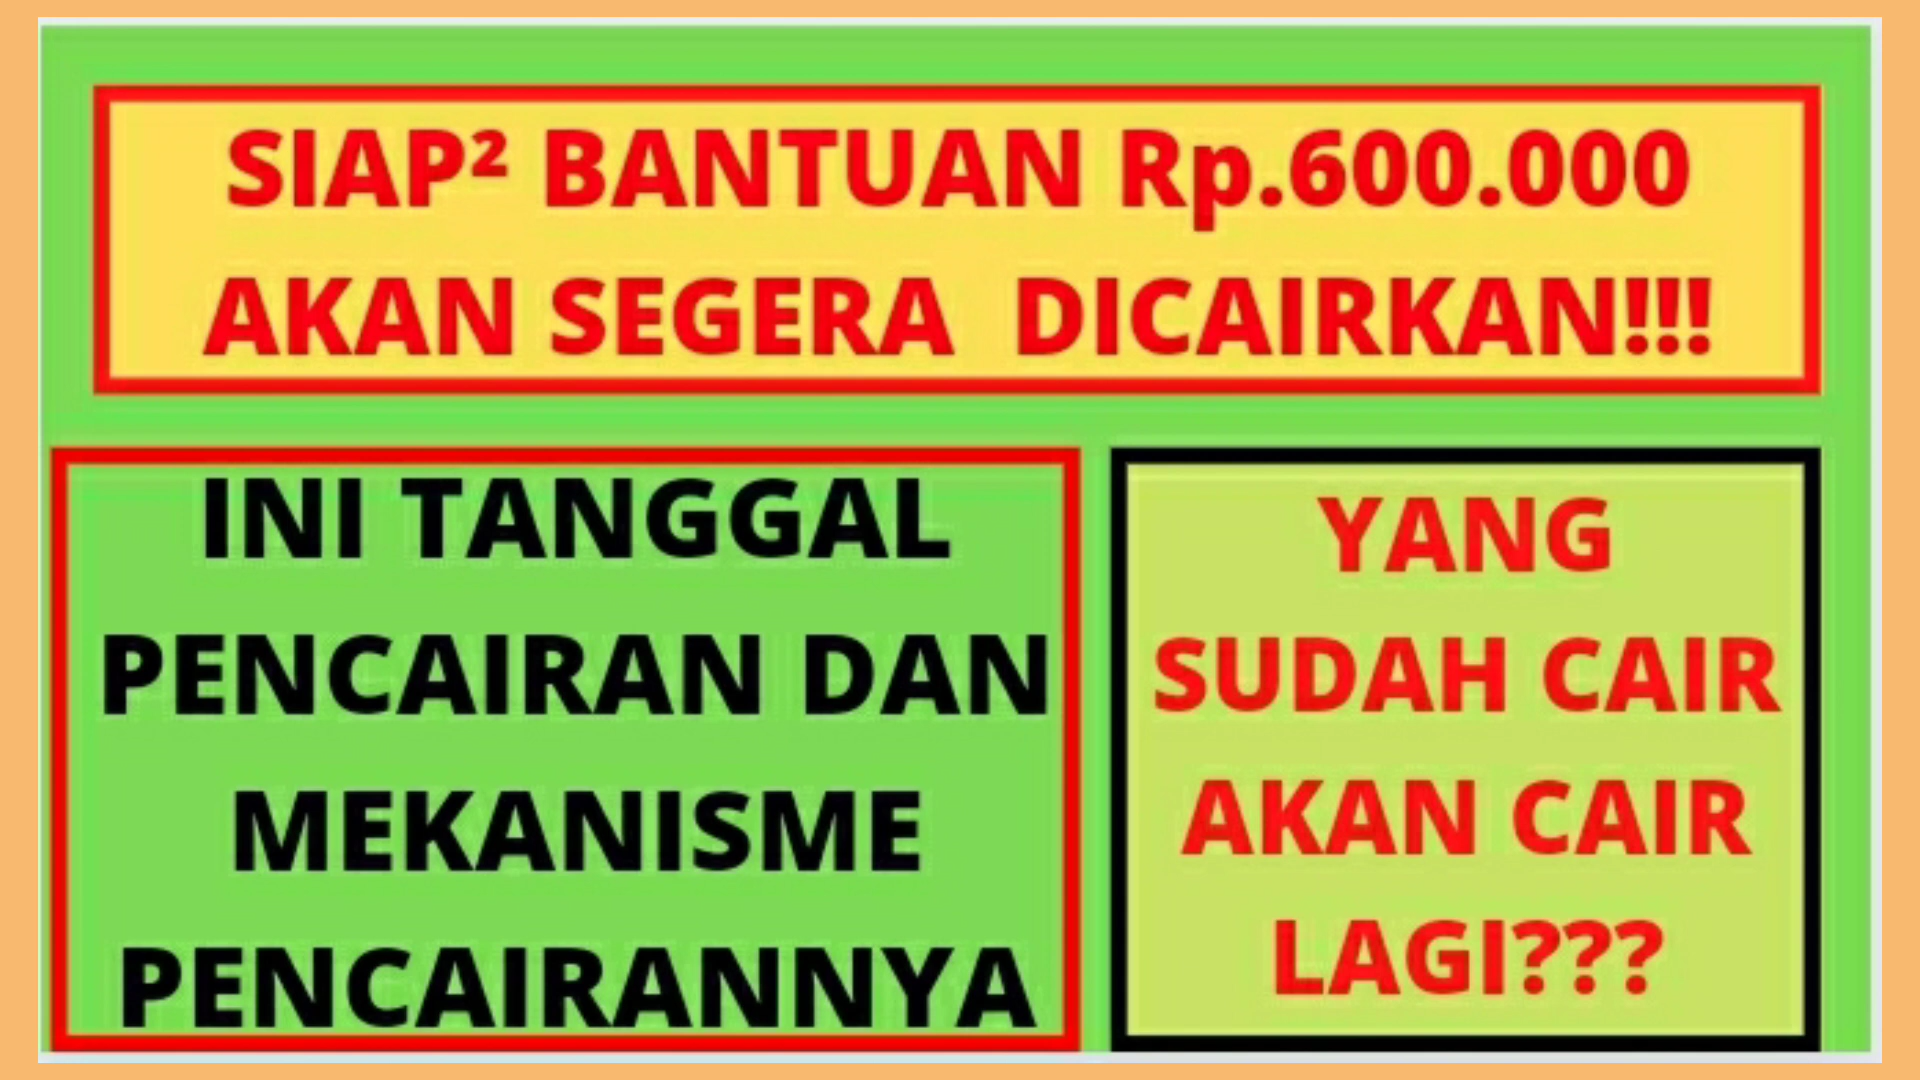 SIAP² BANTUAN Rp.600.000
AKAN SEGERA DICAIRKAN!!!
INI TANGGAL
PENCAIRAN DAN
MEKANISME
PENCAIRANNYA
YANG
SUDAH CAIR
AKAN CAIR
LAGI???